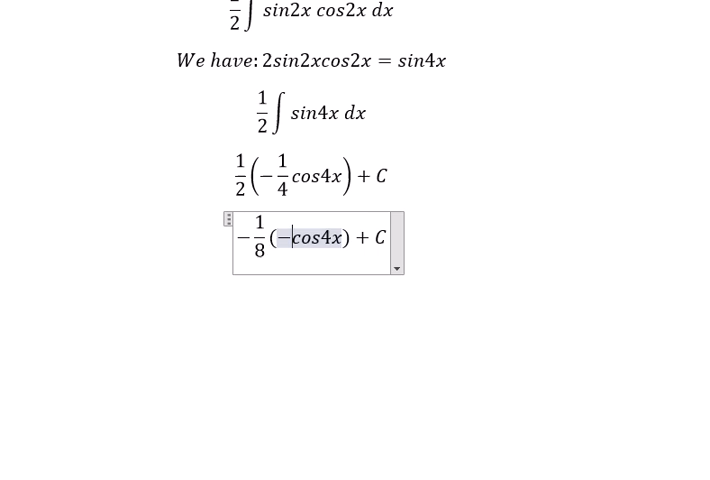 1/2 ∫ sin2x cos2x dx
We have: 2sin2xcos2x = sin4x
1/2 ∫ sin4x dx
1/2 (−1/4 cos4x) + C
−1/8 (−cos4x) + C